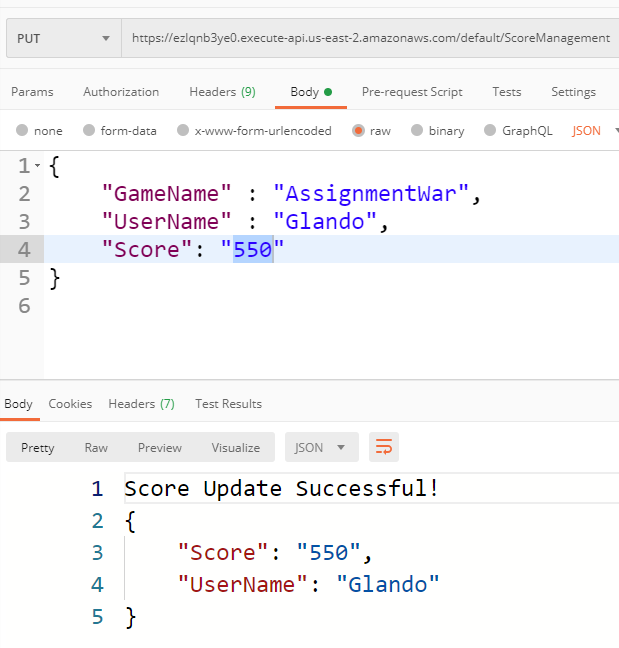 PUT https://ezlqnb3ye0.execute-api.us-east-2.amazonaws.com/default/ScoreManagement
Params Authorization Headers (9) Body Pre-request Script Tests Settings
none form-data x-www-form-urlencoded raw binary GraphQL JSON
1 {
2 "GameName" : "AssignmentWar",
3 "UserName" : "Glando",
4 "Score": "550"
5 }
6
Body Cookies Headers (7) Test Results
Pretty Raw Preview Visualize JSON
1 Score Update Successful!
2 {
3 "Score": "550",
4 "UserName": "Glando"
5 }